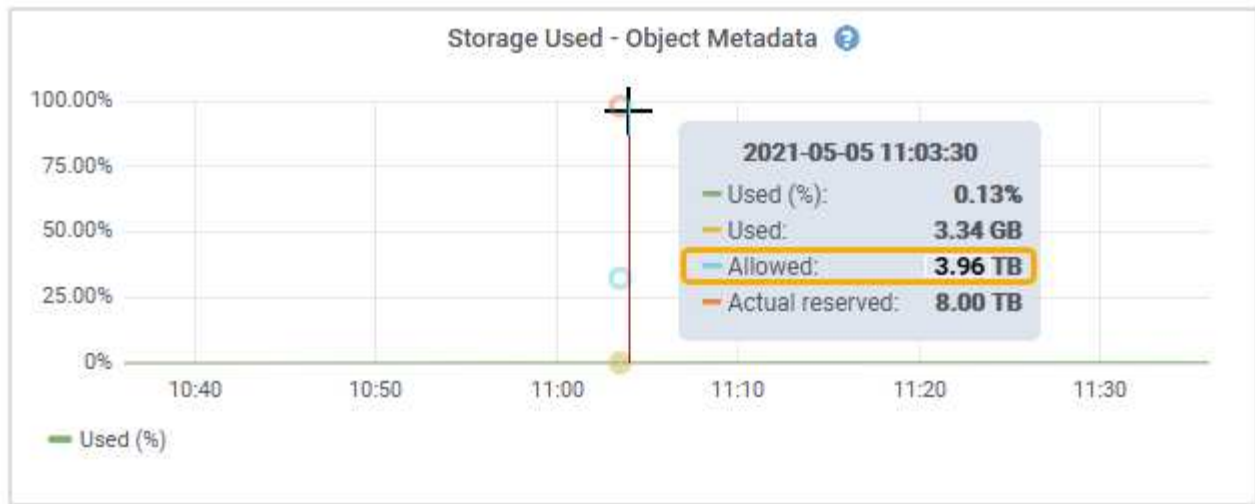 Storage Used - Object Metadata ?
100.00%
75.00%
50.00%
25.00%
0%
2021-05-05 11:03:30
Used (%): 0.13%
Used: 3.34 GB
Allowed: 3.96 TB
Actual reserved: 8.00 TB
10:40 10:50 11:00 11:10 11:20 11:30
Used (%)